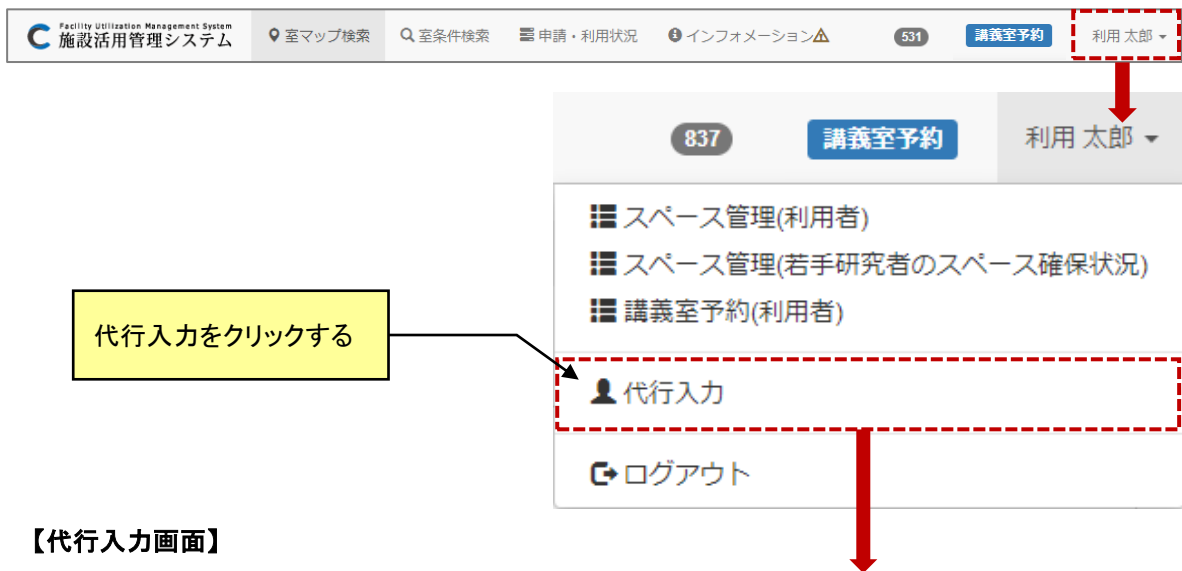 Facility Utilization Management System
施設活用管理システム
室マップ検索
室条件検索
申請・利用状況
インフォメーション
531
講義室予約
利用 太郎
837
講義室予約
利用 太郎
スペース管理(利用者)
スペース管理(若手研究者のスペース確保状況)
講義室予約(利用者)
代行入力をクリックする
代行入力
ログアウト
【代行入力画面】